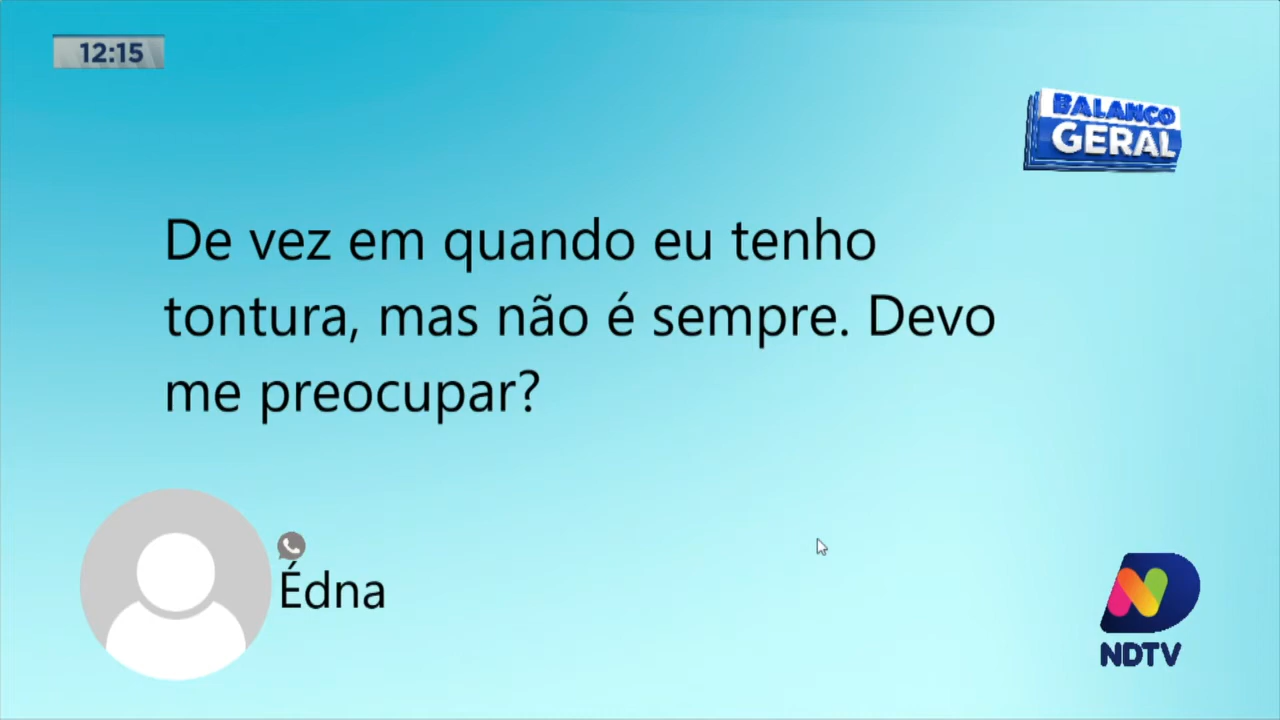 12:15
BALANÇO
GERAL
De vez em quando eu tenho
tontura, mas não é sempre. Devo
me preocupar?
Édna
NDTV